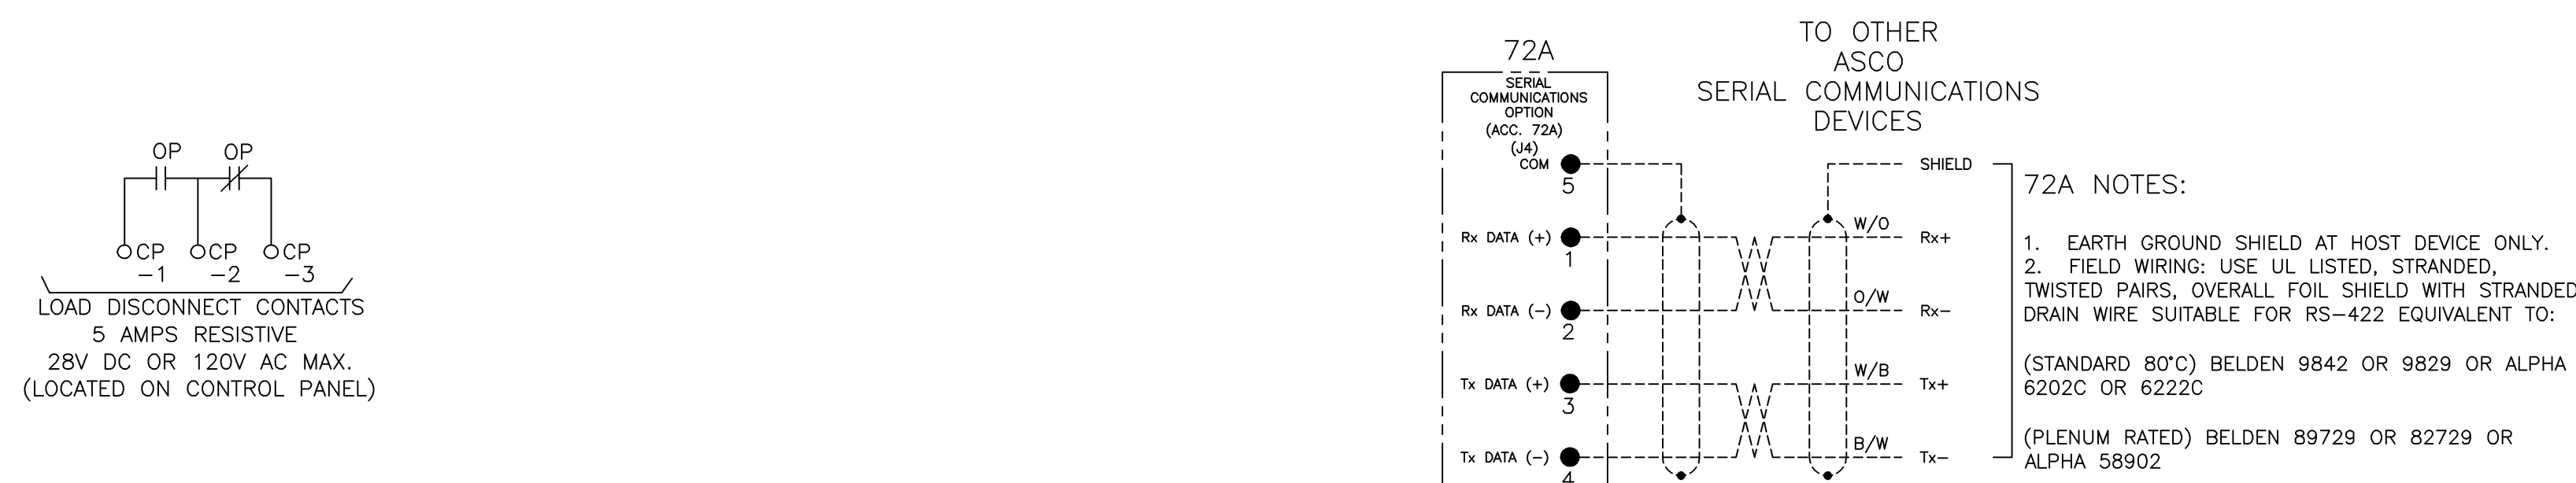 OP OP
CP CP CP
-1 -2 -3
LOAD DISCONNECT CONTACTS
5 AMPS RESISTIVE
28V DC OR 120V AC MAX.
(LOCATED ON CONTROL PANEL)
72A
SERIAL
COMMUNICATIONS
OPTION
(ACC. 72A)
(J4)
COM
5
Rx DATA (+)
1
Rx DATA (-)
2
Tx DATA (+)
3
Tx DATA (-)
4
TO OTHER
ASCO
SERIAL COMMUNICATIONS
DEVICES
SHIELD
W/O Rx+
O/W Rx-
W/B Tx+
B/W Tx-
72A NOTES:
1. EARTH GROUND SHIELD AT HOST DEVICE ONLY.
2. FIELD WIRING: USE UL LISTED, STRANDED,
TWISTED PAIRS, OVERALL FOIL SHIELD WITH STRANDED
DRAIN WIRE SUITABLE FOR RS-422 EQUIVALENT TO:
(STANDARD 80°C) BELDEN 9842 OR 9829 OR ALPHA
6202C OR 6222C
(PLENUM RATED) BELDEN 89729 OR 82729 OR
ALPHA 58902